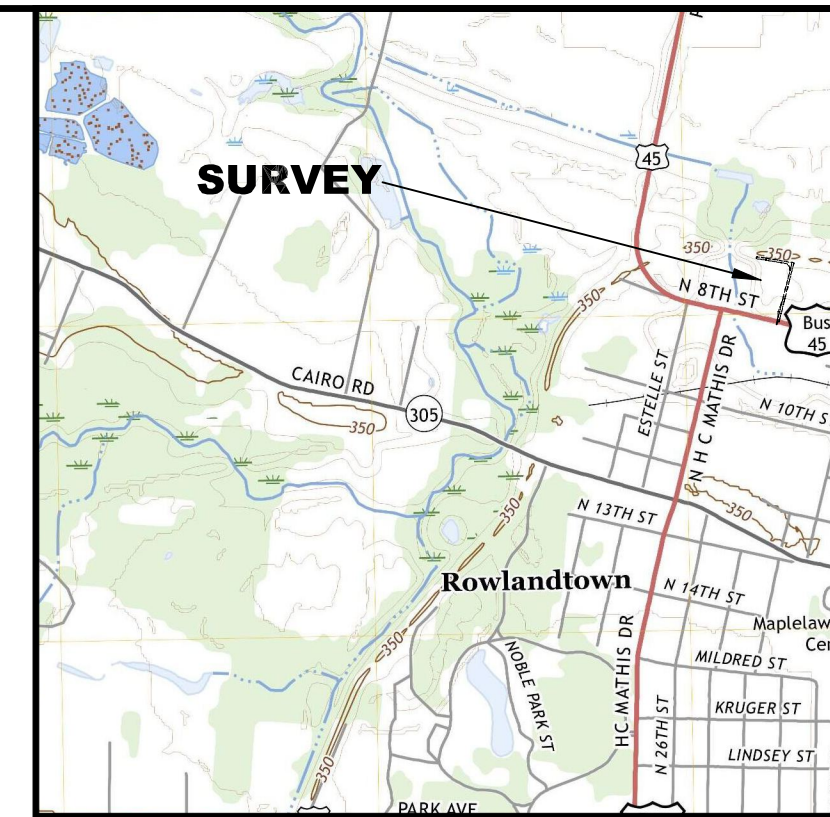 45
SURVEY
350
350
N 8TH ST
Bus
45
350
CAIRO RD
305
350
ESTELLE ST
N H C MATHIS DR
N 10TH S
350
350
N 13TH ST
Rowlandtown
N 14TH ST
Maplelaw
Cer
350
HC MATHIS DR
NOBLE PARK ST
MILDRED ST
N 26TH ST
KRUGER ST
LINDSEY ST
350
PARK AVE